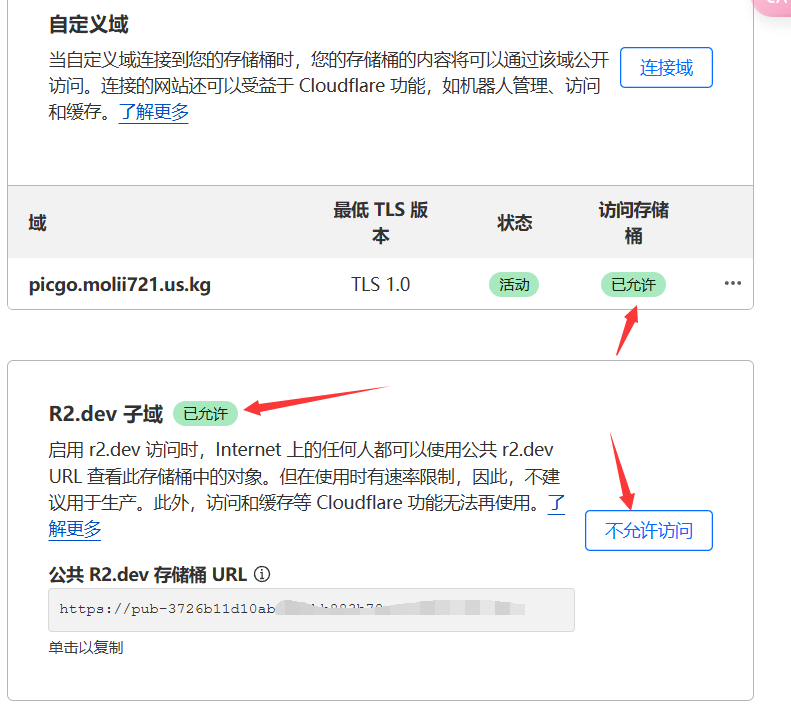 自定义域
当自定义域连接到您的存储桶时，您的存储桶的内容将可以通过该域公开
访问。连接的网站还可以受益于 Cloudflare 功能，如机器人管理、访问
和缓存。了解更多
连接域
域
最低 TLS 版
本
状态
访问存储
桶
picgo.molii721.us.kg
TLS 1.0
活动
已允许
R2.dev 子域
已允许
启用 r2.dev 访问时，Internet 上的任何人都可以使用公共 r2.dev
URL 查看此存储桶中的对象。但在使用时有速率限制，因此，不建
议用于生产。此外，访问和缓存等 Cloudflare 功能无法再使用。了
解更多
不允许访问
公共 R2.dev 存储桶 URL
https://pub-3726b11d10ab
单击以复制